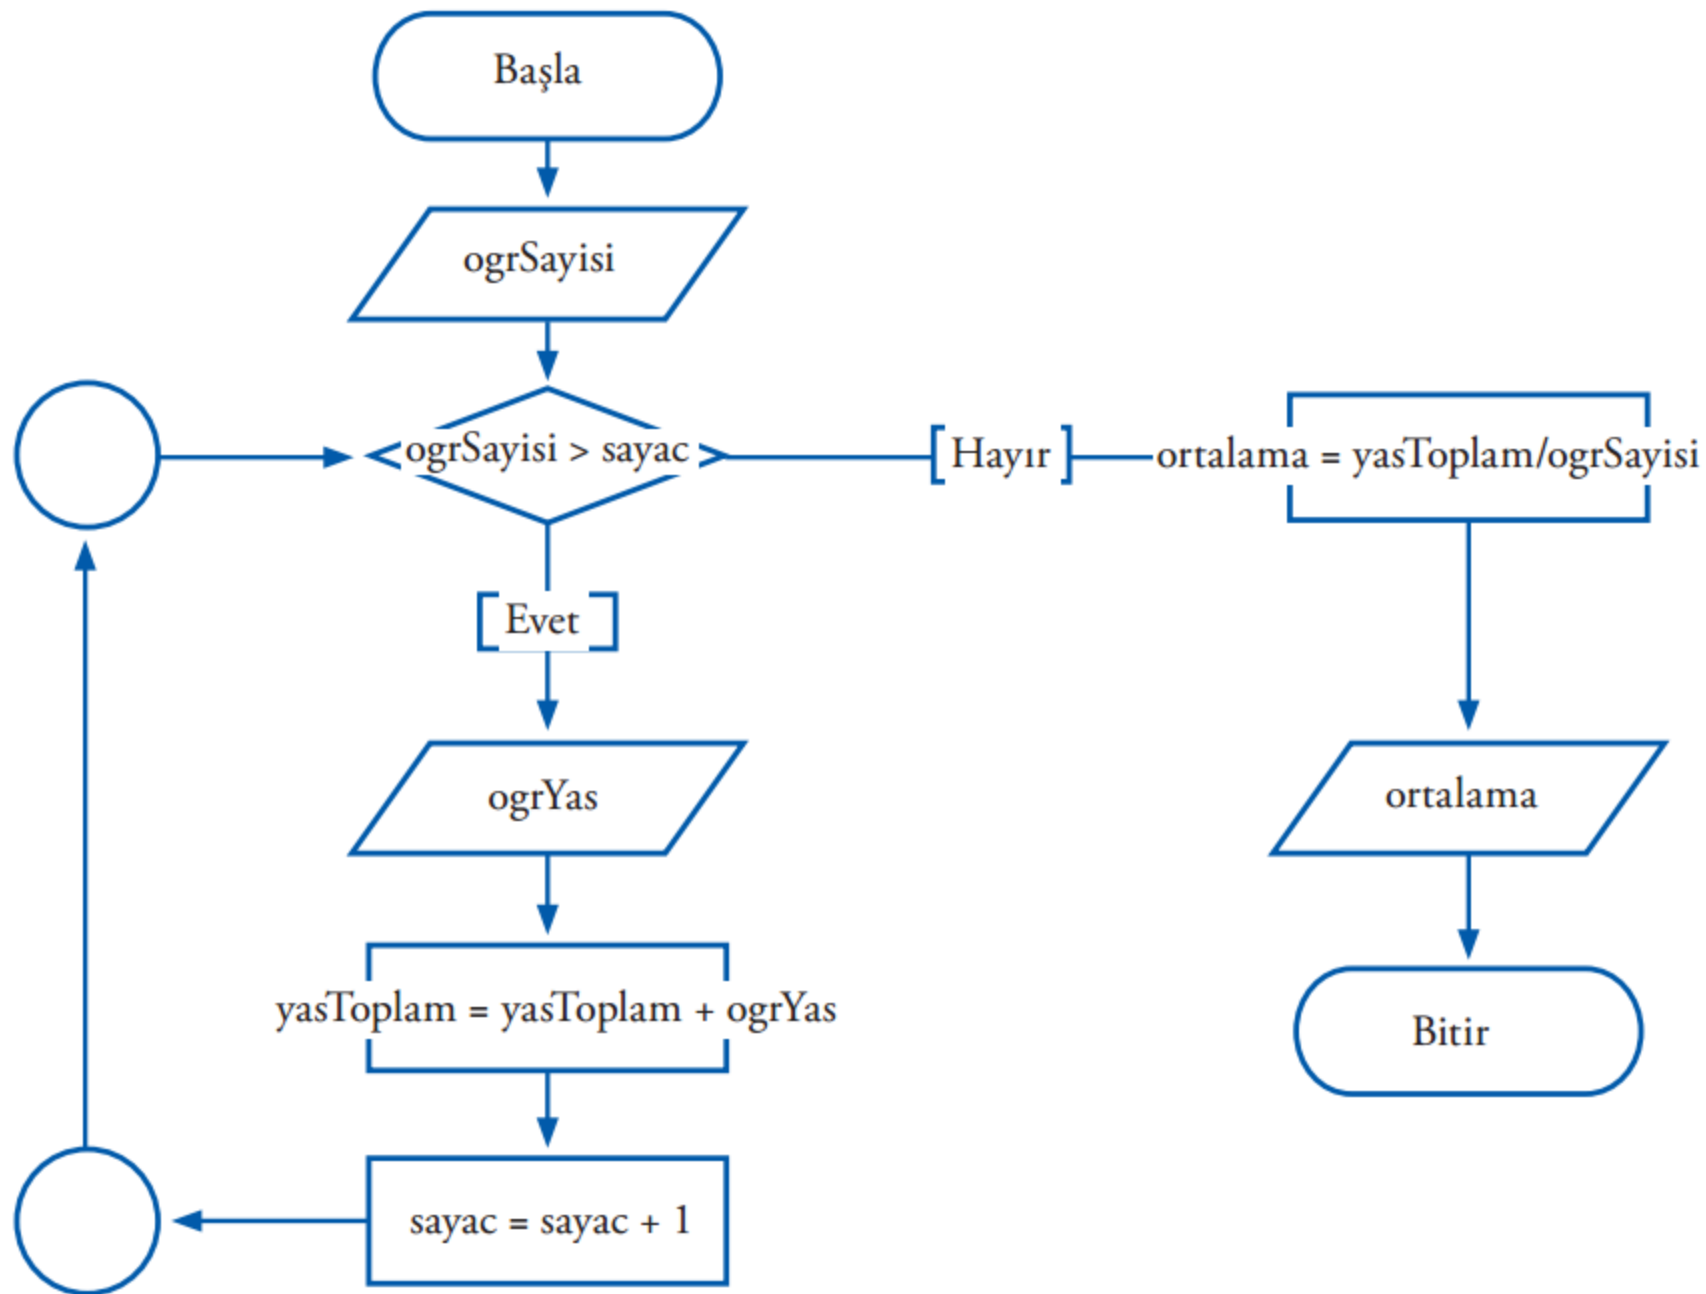 Başla
ogrSayisi
ogrSayisi > sayac
[Hayır]
ortalama = yasToplam/ogrSayisi
[Evet]
ogrYas
ortalama
yasToplam = yasToplam + ogrYas
Bitir
sayac = sayac + 1